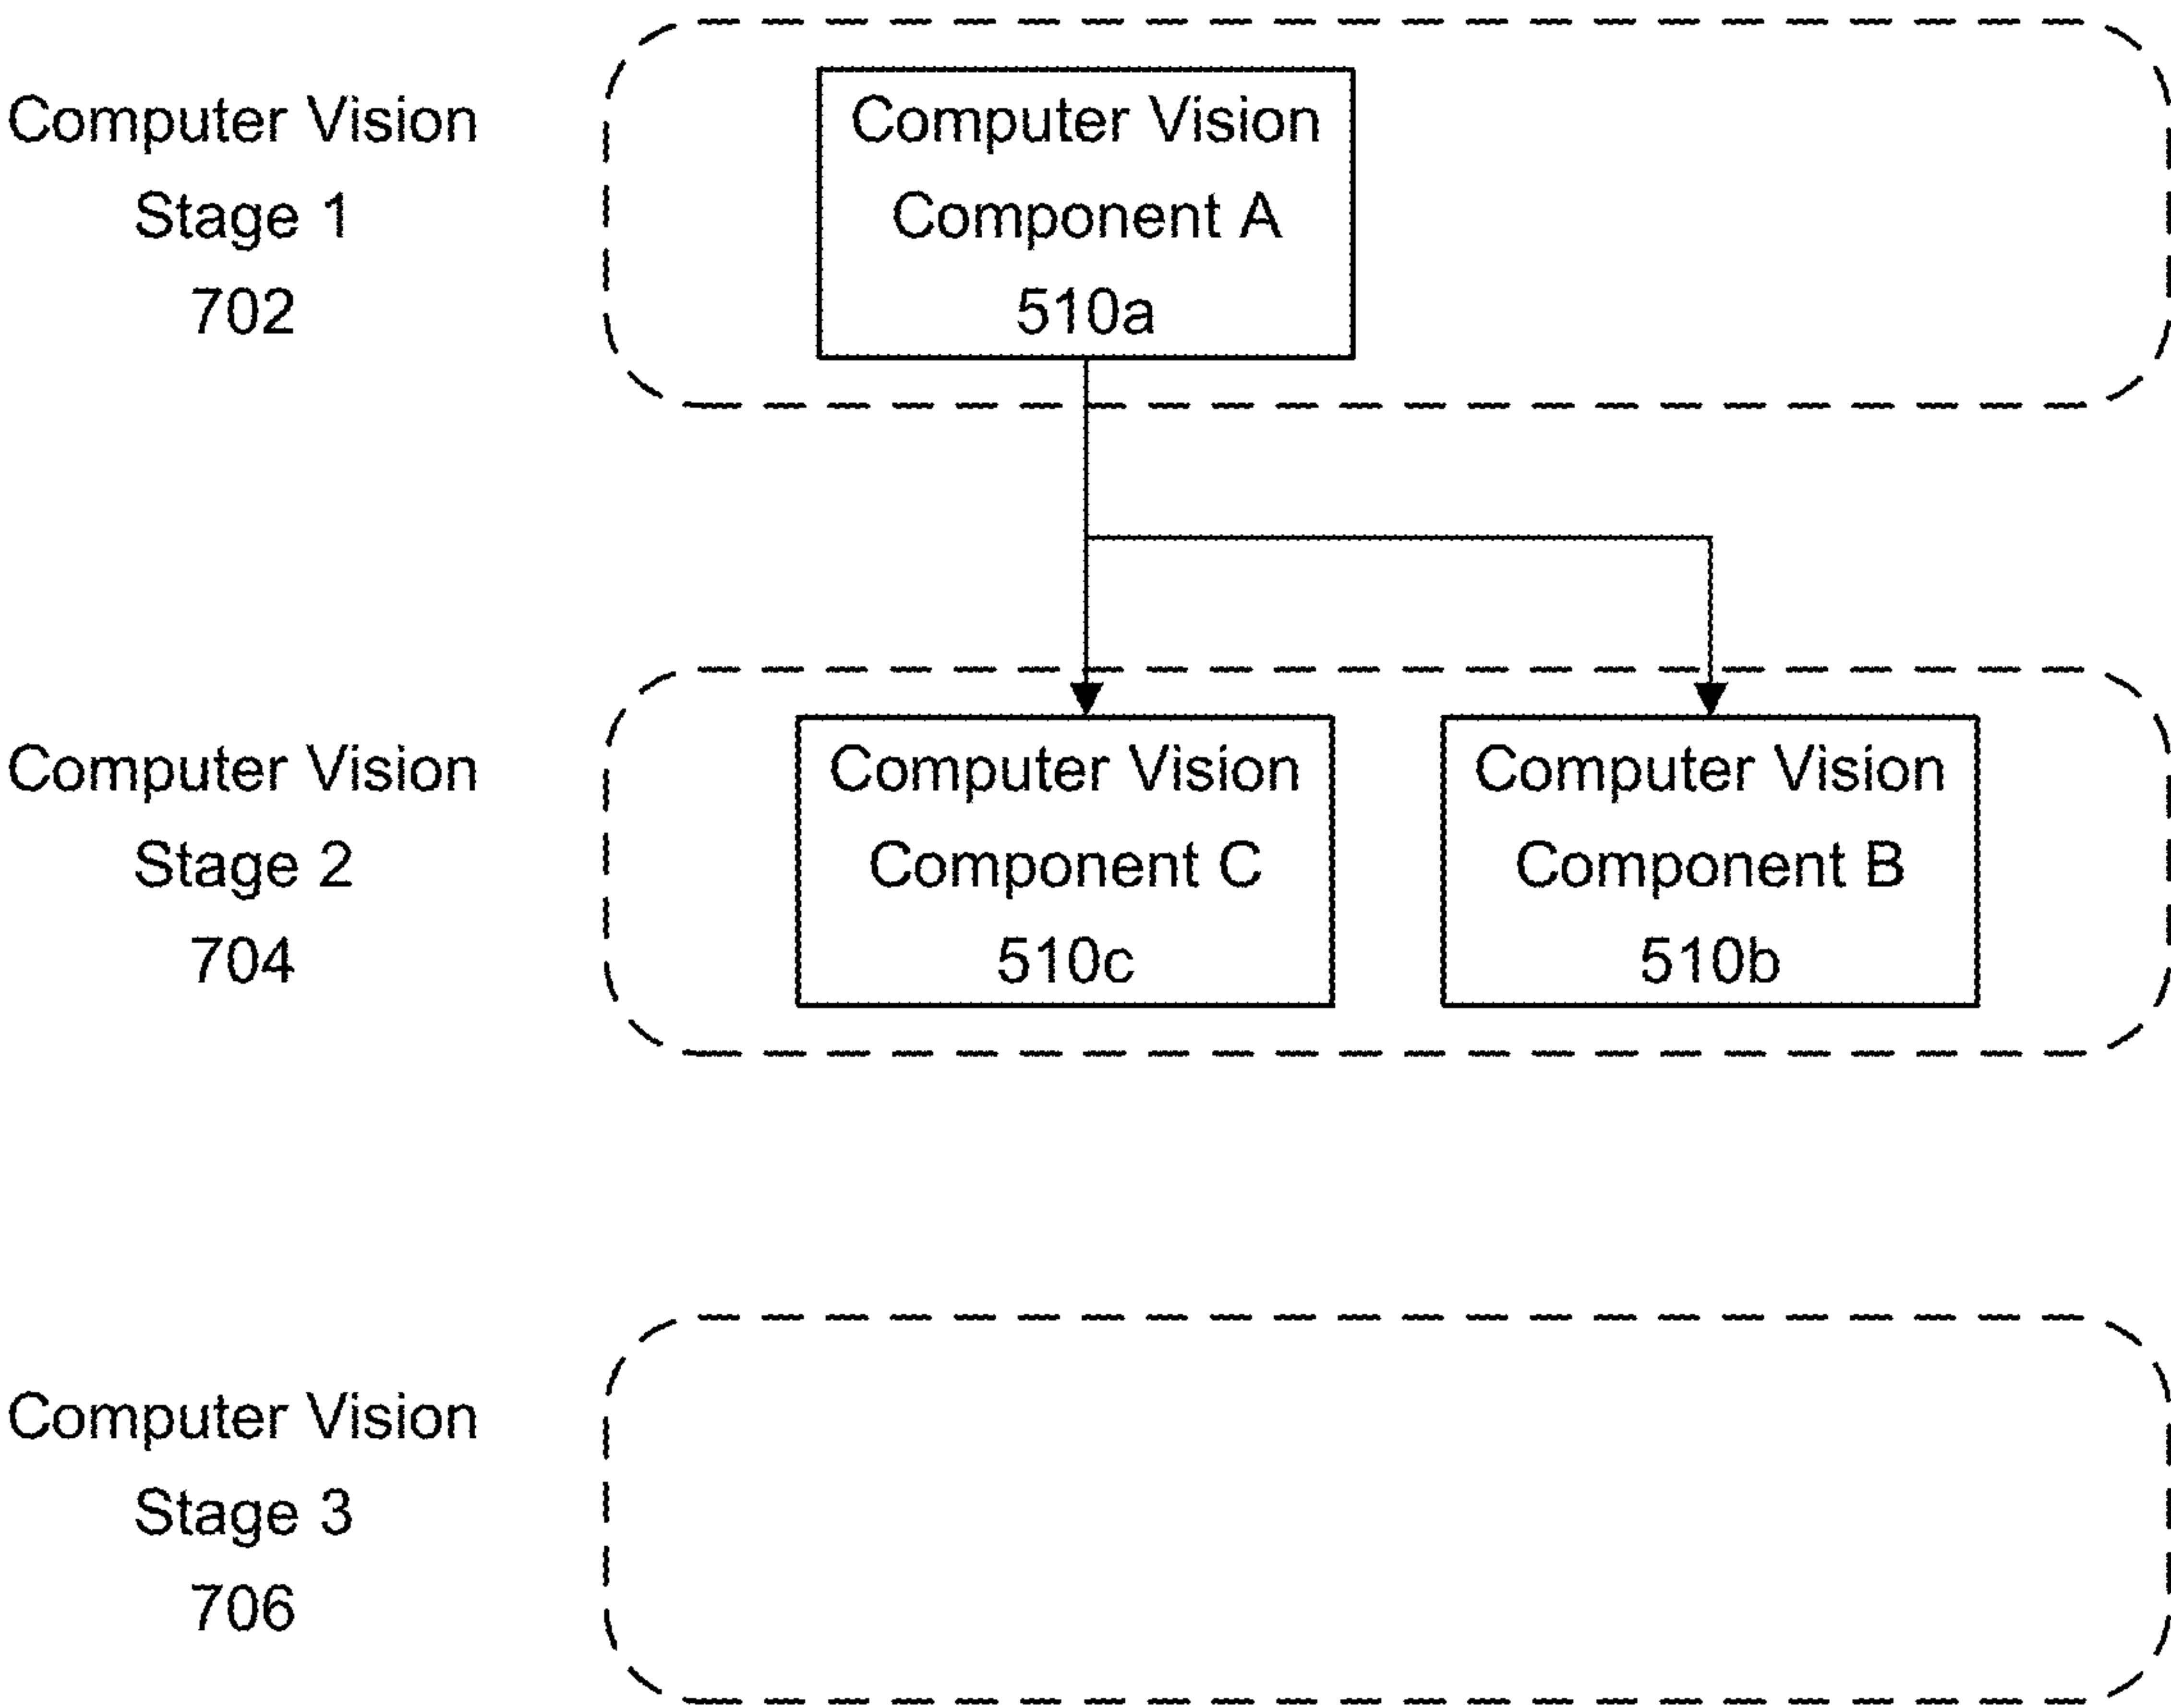 Computer Vision
Stage 1
702
Computer Vision
Component A
510a
Computer Vision
Stage 2
704
Computer Vision
Component C
510c
Computer Vision
Component B
510b
Computer Vision
Stage 3
706